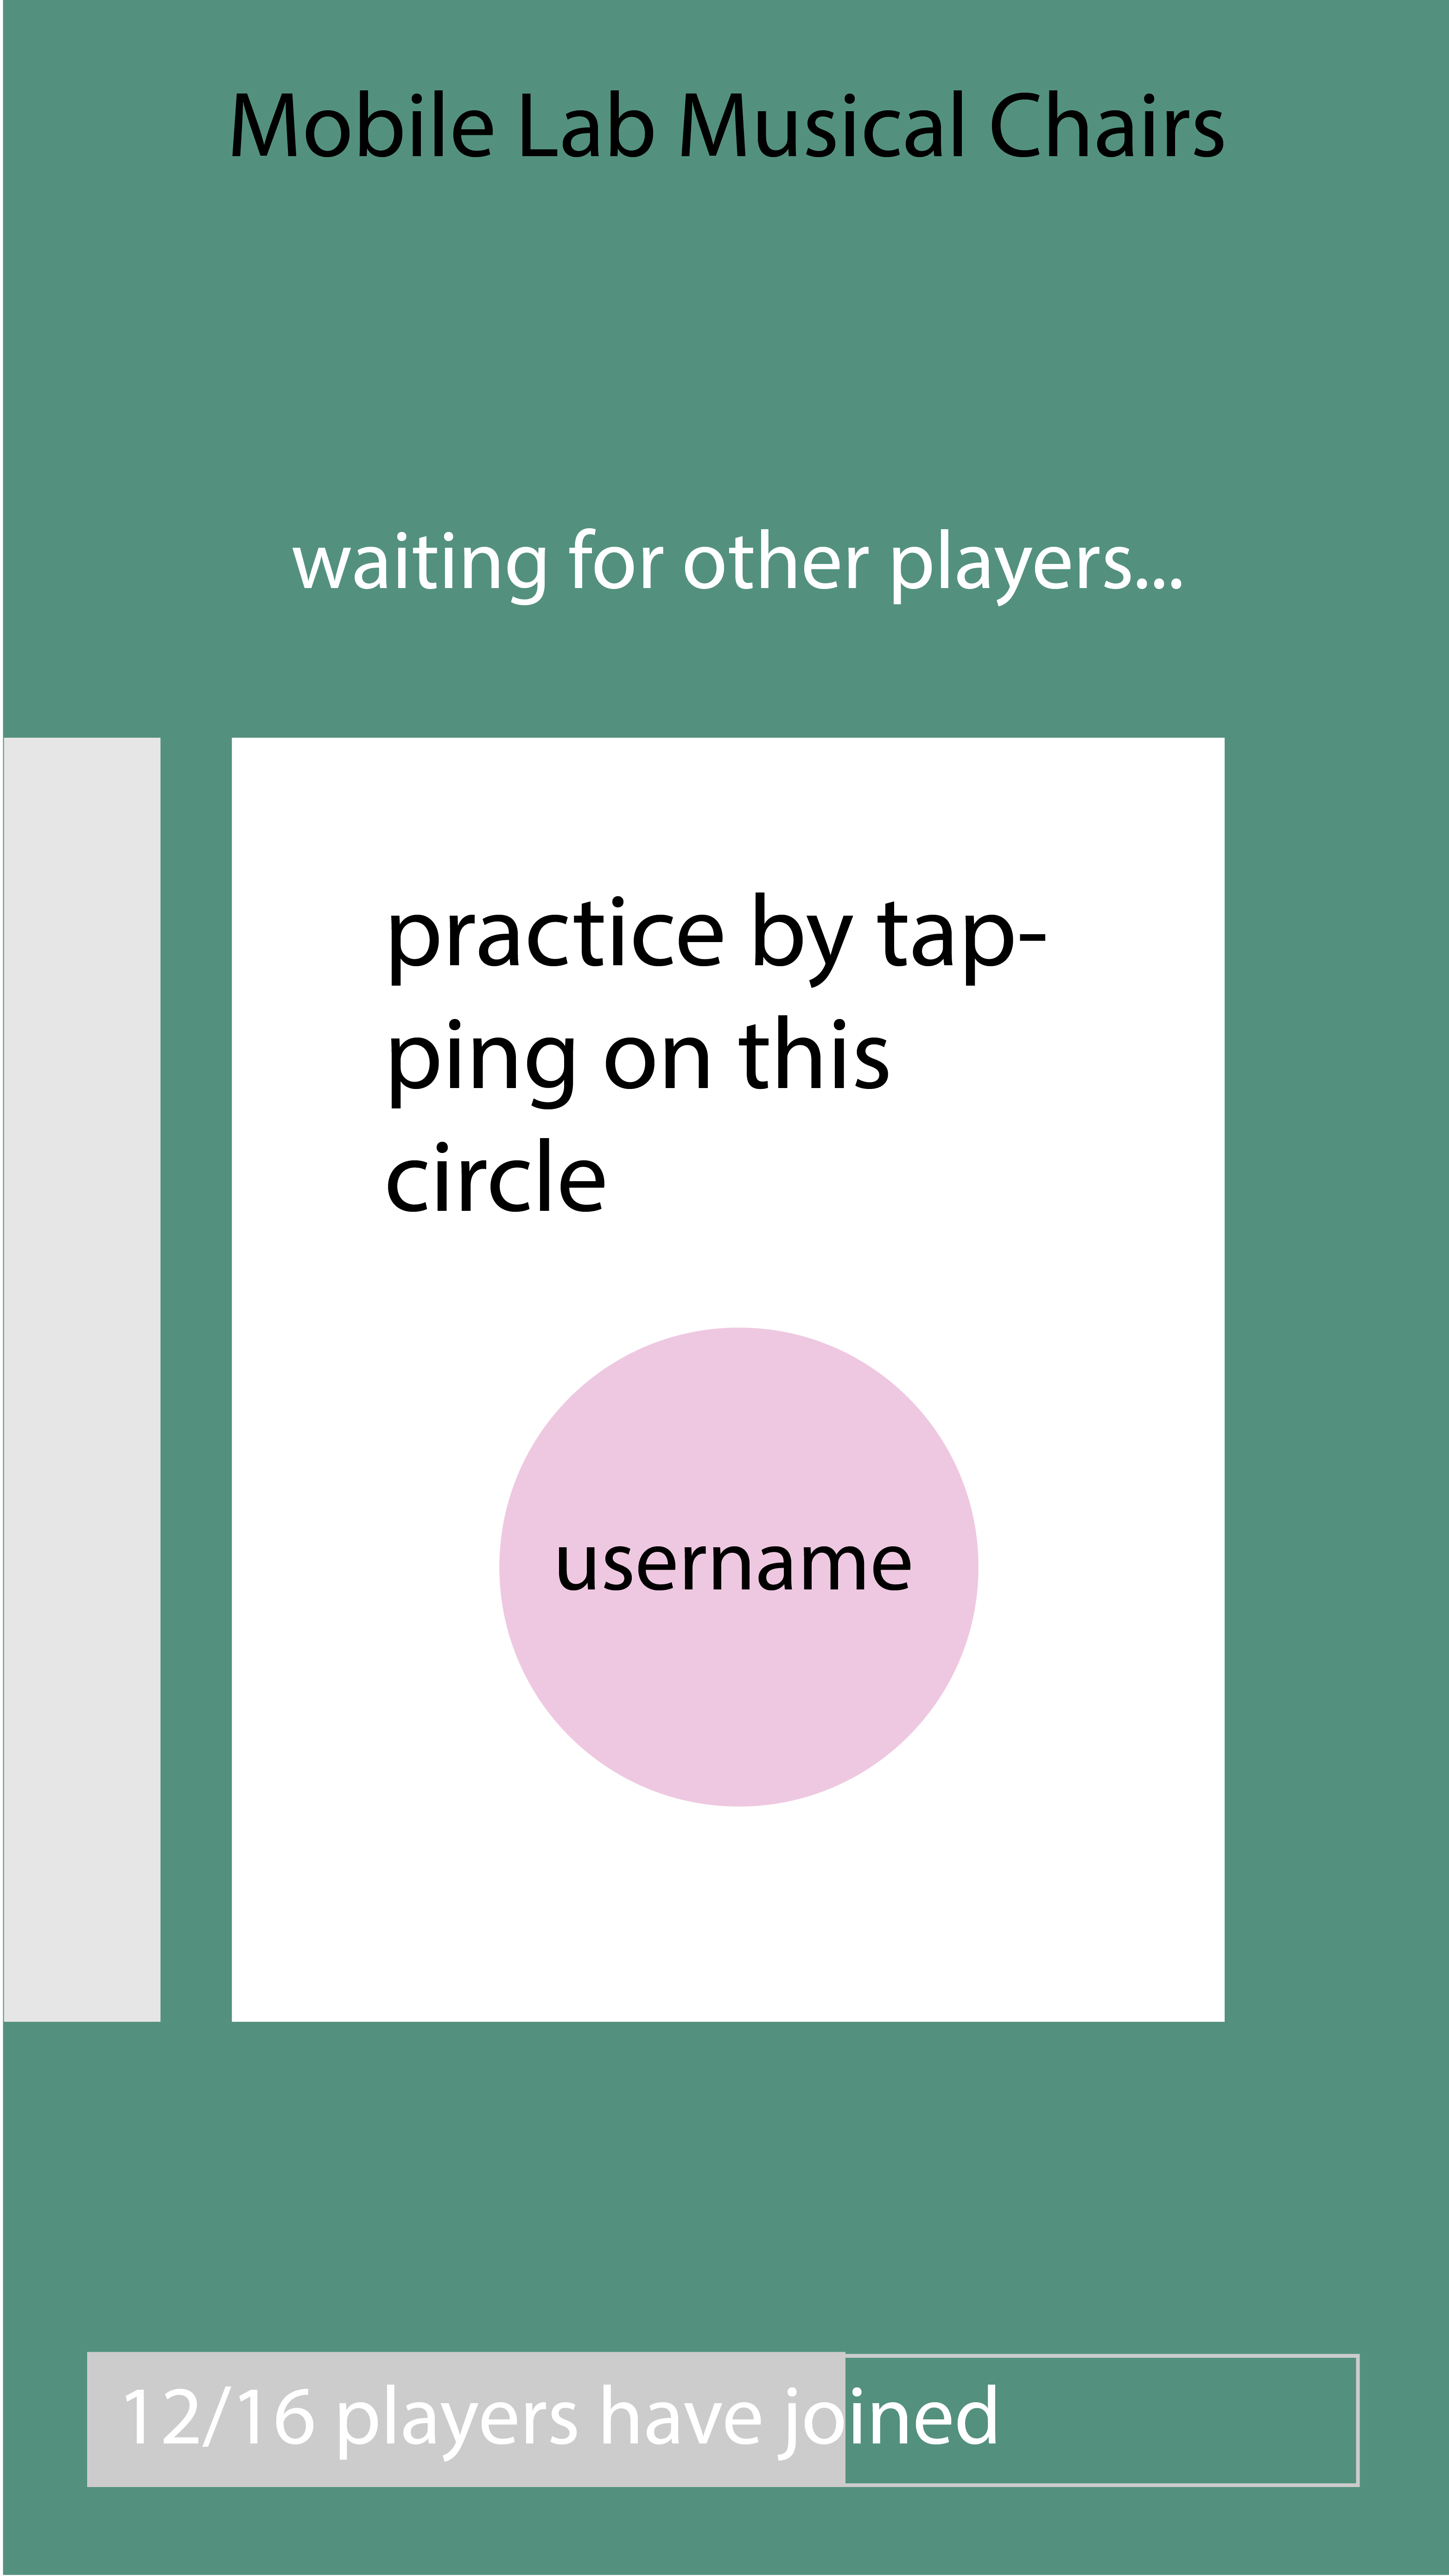 Mobile Lab Musical Chairs
waiting for other players...
practice by tap-
ping on this
circle
username
12/16 players have joined